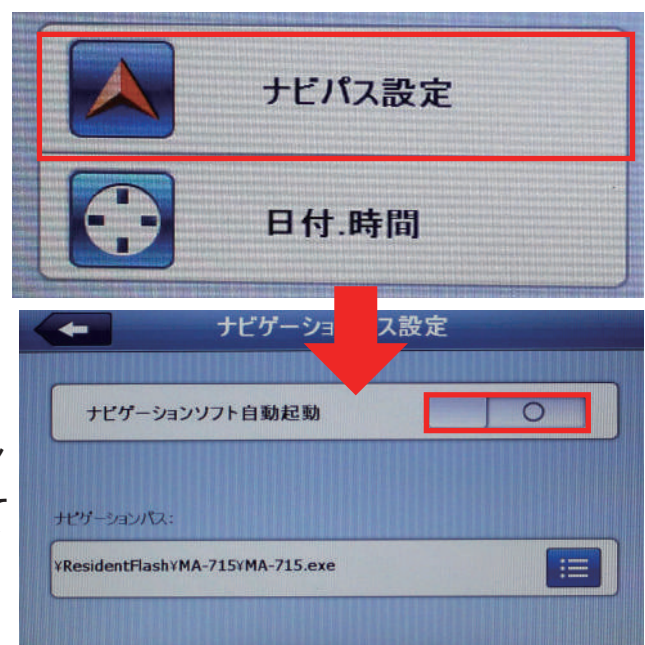 ナビパス設定
日付.時間
ナビゲーショ
ス設定
ナビゲーションソフト自動起動
ナビゲーションパス:
¥ResidentFlash¥MA-715¥MA-715.exe